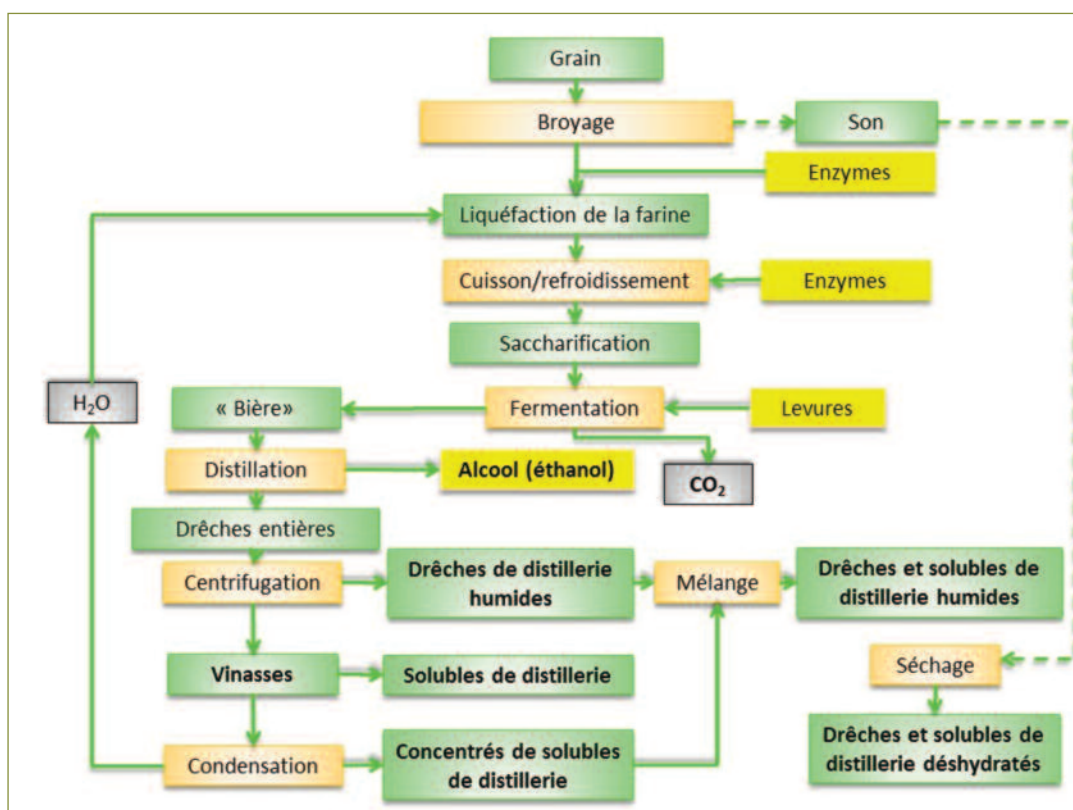 Grain
Broyage
Son
Enzymes
Liquéfaction de la farine
Cuisson/refroidissement
Enzymes
Saccharification
H₂O
« Bière»
Fermentation
Levures
Distillation
Alcool (éthanol)
CO₂
Drêches entières
Centrifugation
Drêches de distillerie
humides
Mélange
Drêches et solubles de
distillerie humides
Vinasses
Solubles de distillerie
Séchage
Condensation
Concentrés de solubles
de distillerie
Drêches et solubles de
distillerie déshydratés